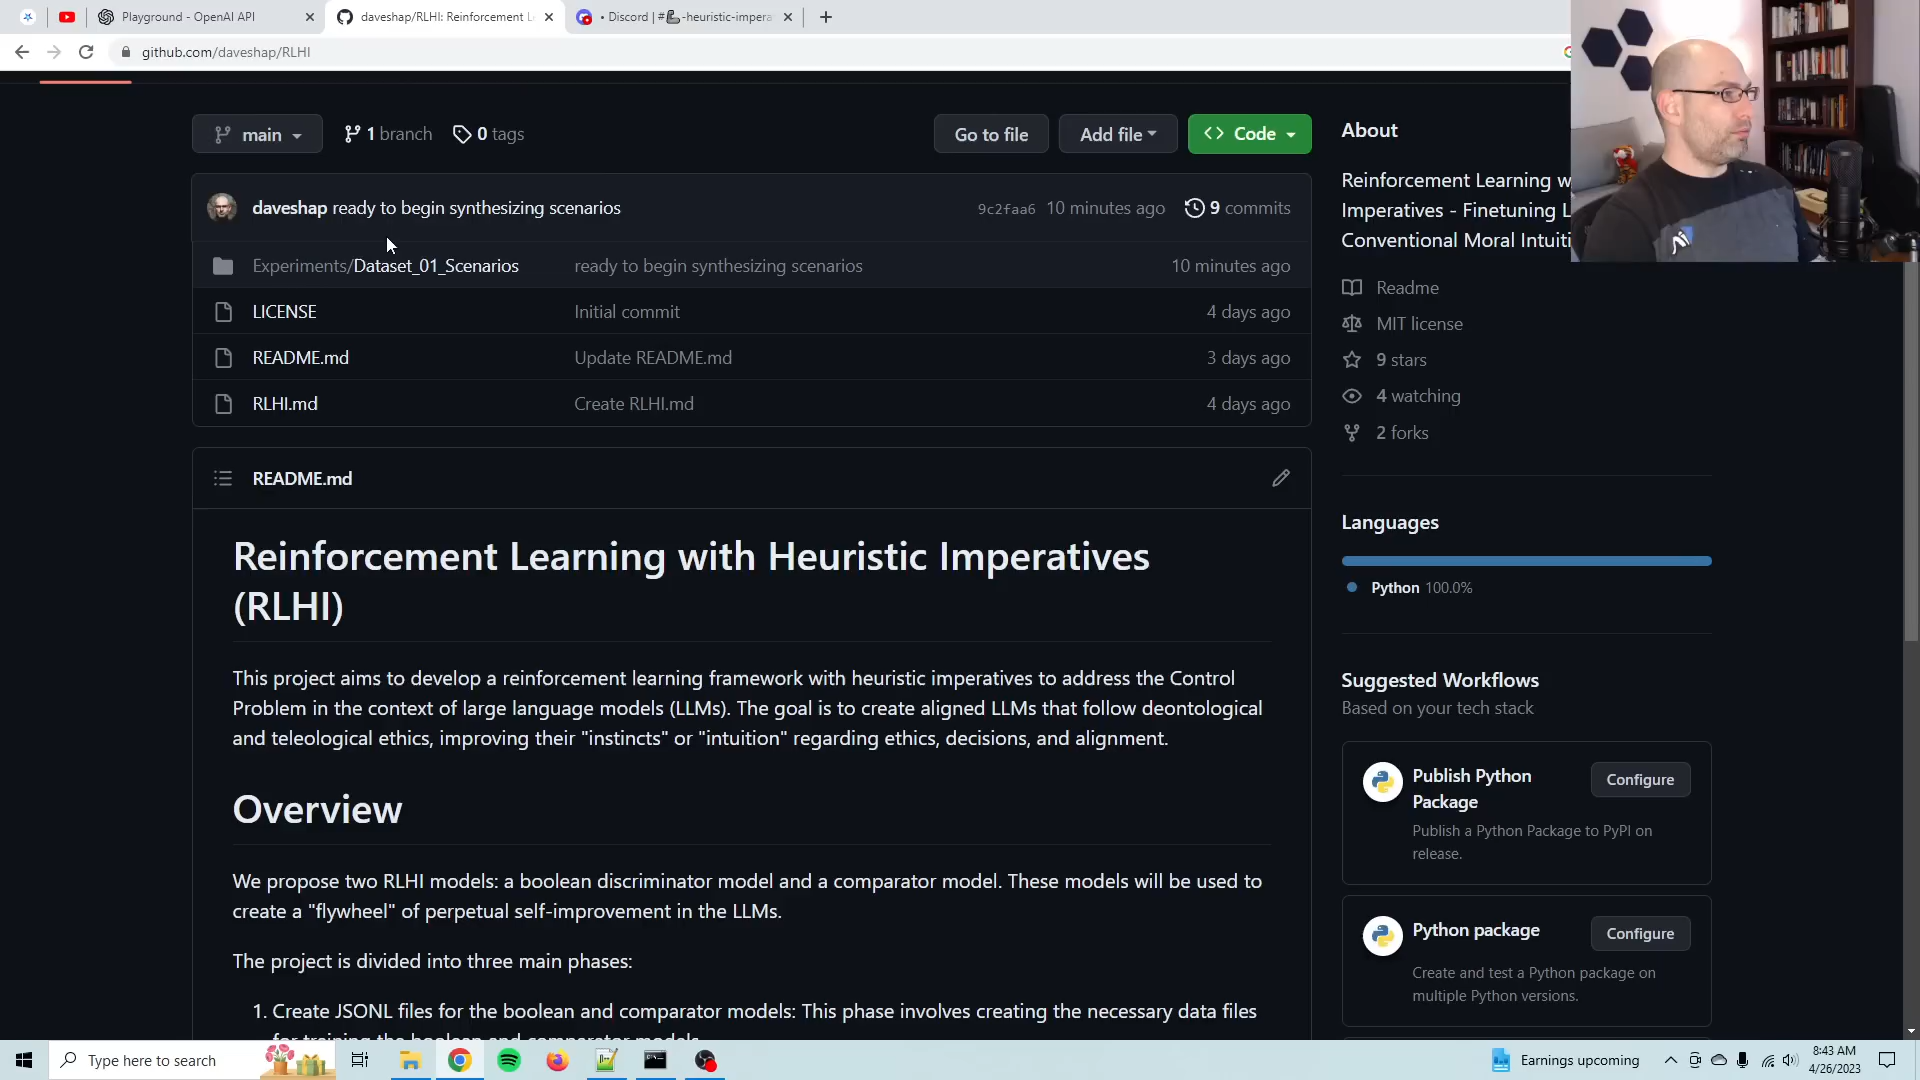 Playground - OpenAI API
daveshap/RLHI: Reinforcement L
• Discord | #💪-heuristic-impera
github.com/daveshap/RLHI
main
1 branch
0 tags
Go to file
Add file
Code
daveshap ready to begin synthesizing scenarios
9c2faa6 10 minutes ago
9 commits
Experiments/Dataset_01_Scenarios
ready to begin synthesizing scenarios
10 minutes ago
LICENSE
Initial commit
4 days ago
README.md
Update README.md
3 days ago
RLHI.md
Create RLHI.md
4 days ago
README.md
Reinforcement Learning with Heuristic Imperatives
(RLHI)
This project aims to develop a reinforcement learning framework with heuristic imperatives to address the Control
Problem in the context of large language models (LLMs). The goal is to create aligned LLMs that follow deontological
and teleological ethics, improving their "instincts" or "intuition" regarding ethics, decisions, and alignment.
Overview
We propose two RLHI models: a boolean discriminator model and a comparator model. These models will be used to
create a "flywheel" of perpetual self-improvement in the LLMs.
The project is divided into three main phases:
1. Create JSONL files for the boolean and comparator models: This phase involves creating the necessary data files
for training the boolean and comparator models
About
Reinforcement Learning w
Imperatives - Finetuning L
Conventional Moral Intuiti
Readme
MIT license
9 stars
4 watching
2 forks
Languages
Python 100.0%
Suggested Workflows
Based on your tech stack
Publish Python
Package
Configure
Publish a Python Package to PyPI on
release.
Python package
Configure
Create and test a Python package on
multiple Python versions.
Type here to search
Earnings upcoming
8:43 AM
4/26/2023